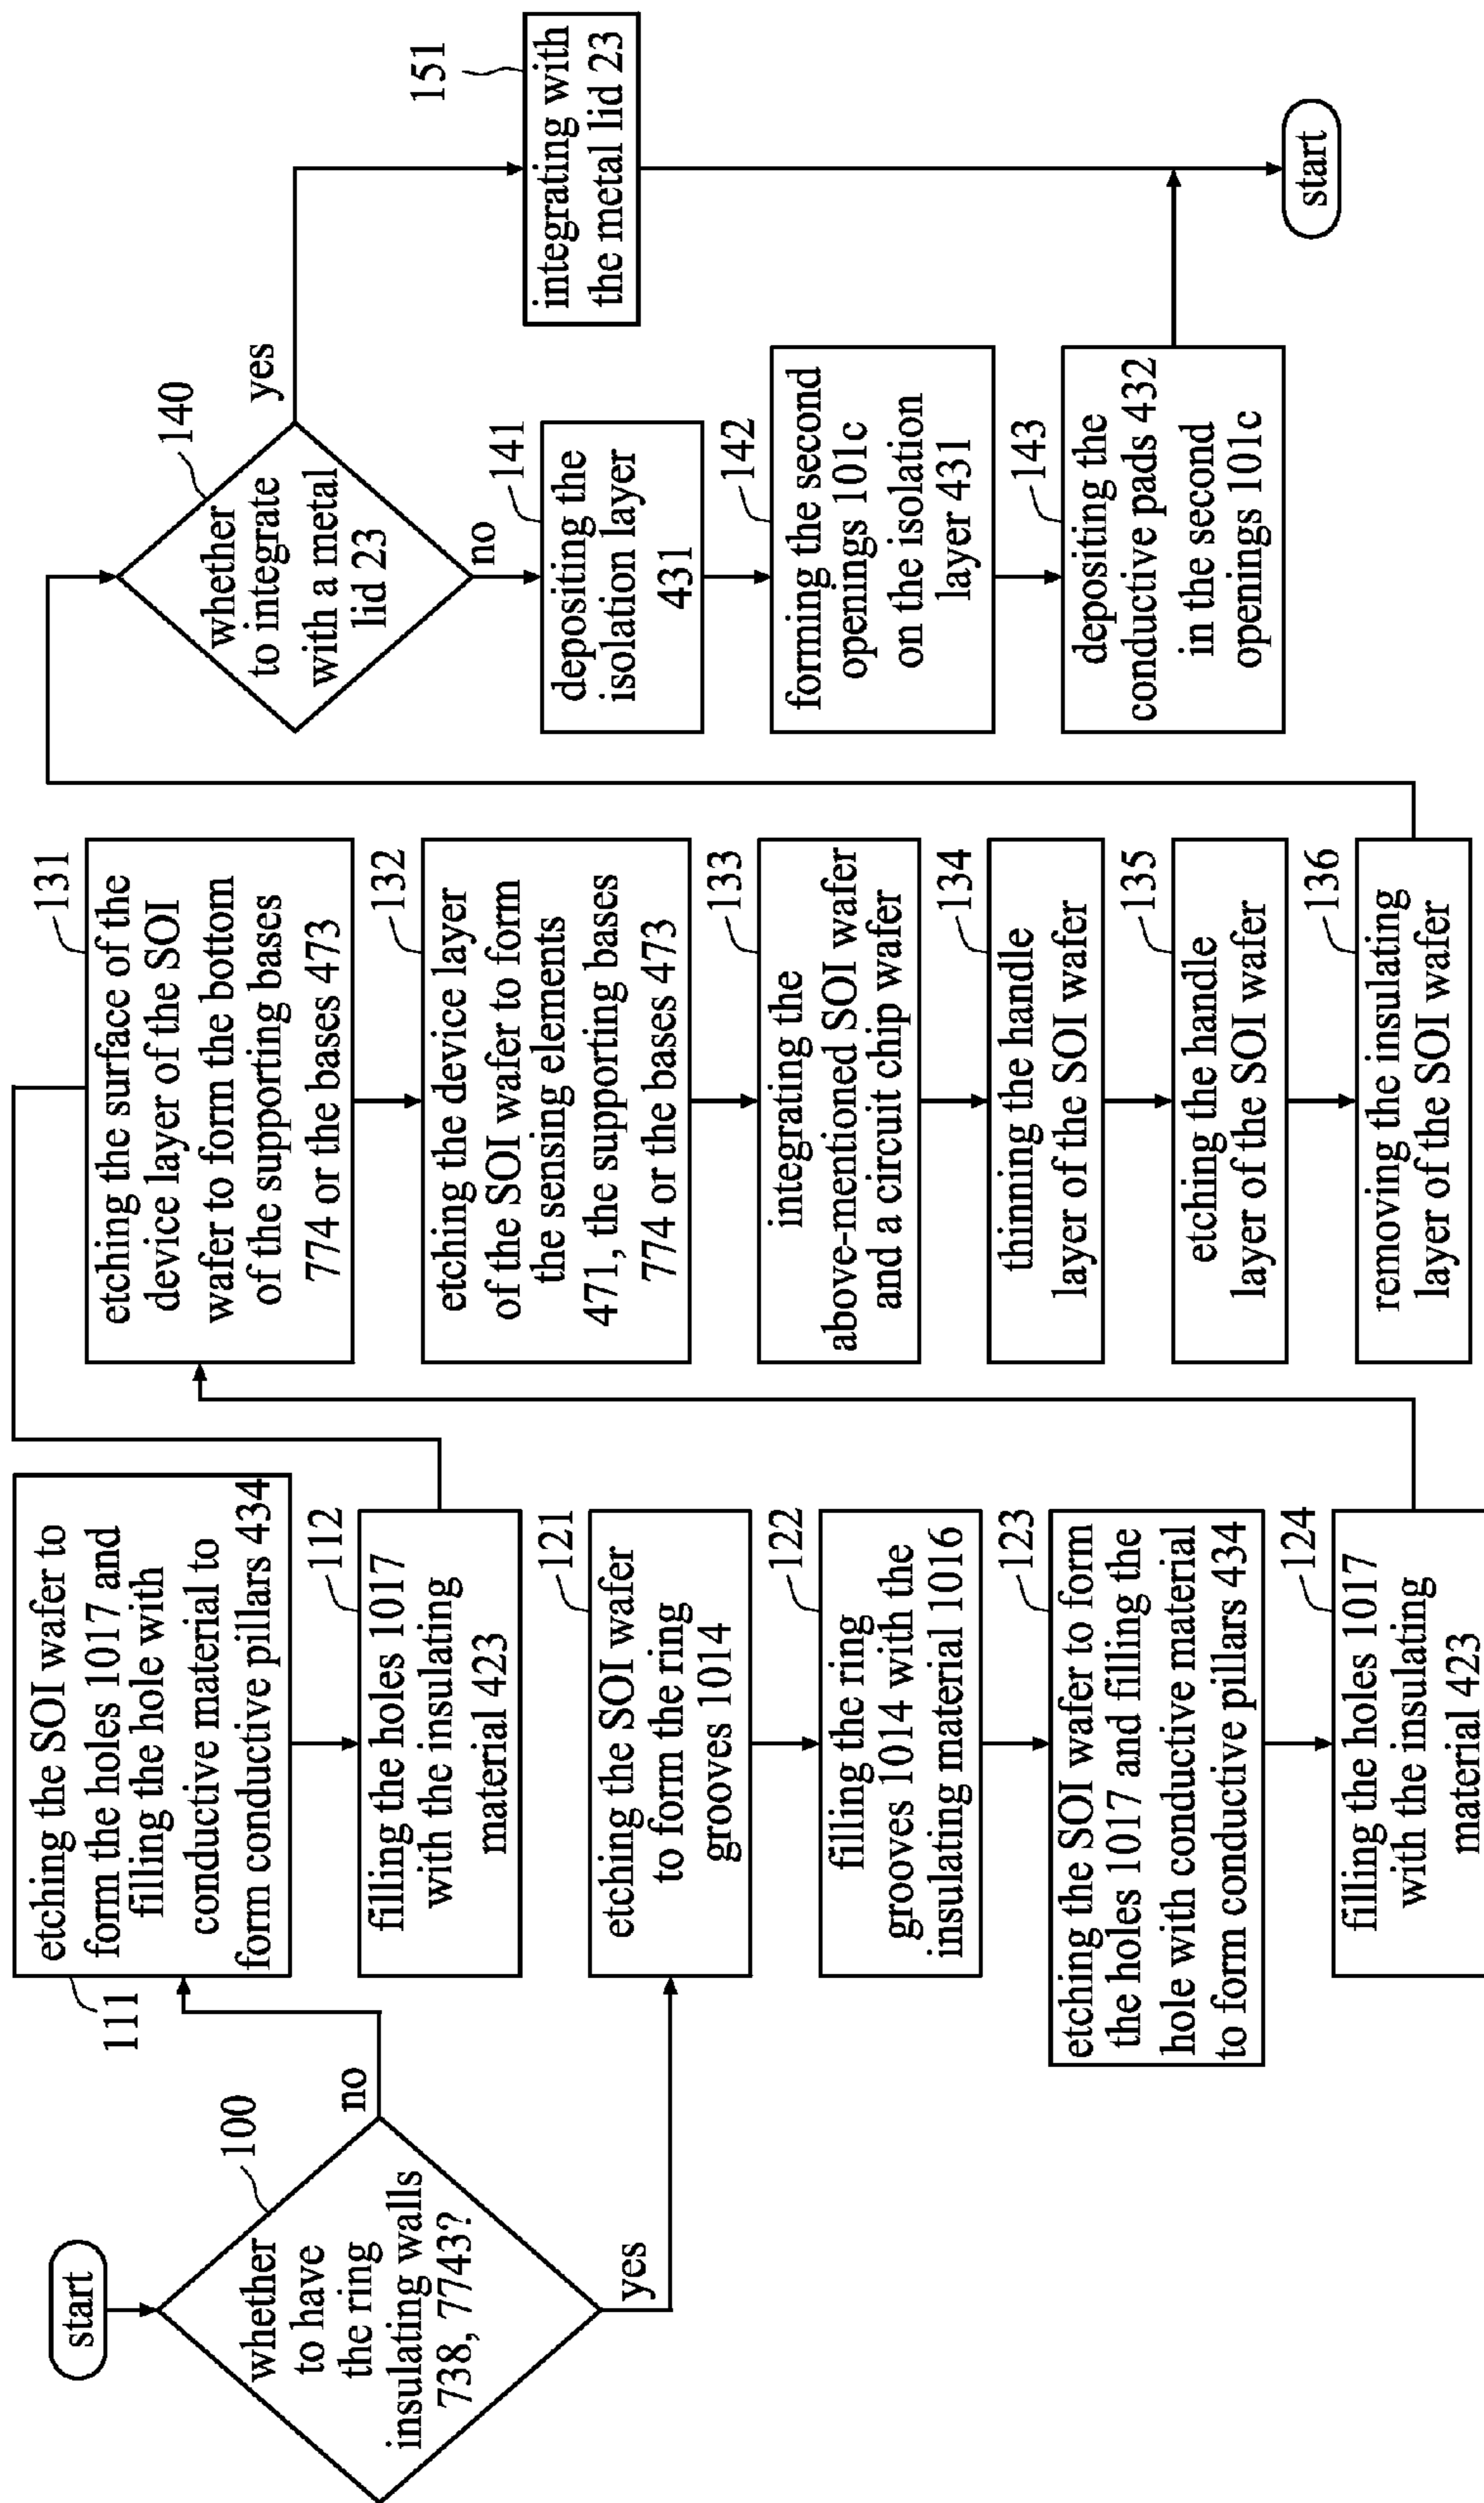 start
100
whether
to have
the ring
insulating walls
738, 7743?
no
yes
111
etching the SOI wafer to
form the holes 1017 and
filling the hole with
conductive material to
form conductive pillars 434
112
filling the holes 1017
with the insulating
material 423
121
etching the SOI wafer
to form the ring
grooves 1014
122
filling the ring
grooves 1014 with the
insulating material 1016
123
etching the SOI wafer to form
the holes 1017 and filling the
hole with conductive material
to form conductive pillars 434
124
filling the holes 1017
with the insulating
material 423
131
etching the surface of the
device layer of the SOI
wafer to form the bottom
of the supporting bases
774 or the bases 473
132
etching the device layer
of the SOI wafer to form
the sensing elements
471, the supporting bases
774 or the bases 473
133
integrating the
above-mentioned SOI wafer
and a circuit chip wafer
134
thinning the handle
layer of the SOI wafer
135
etching the handle
layer of the SOI wafer
136
removing the insulating
layer of the SOI wafer
140
whether
to integrate
with a metal
lid 23
yes
no
141
depositing the
isolation layer
431
142
forming the second
openings 101c
on the isolation
layer 431
143
depositing the
conductive pads 432
in the second
openings 101c
151
integrating with
the metal lid 23
start